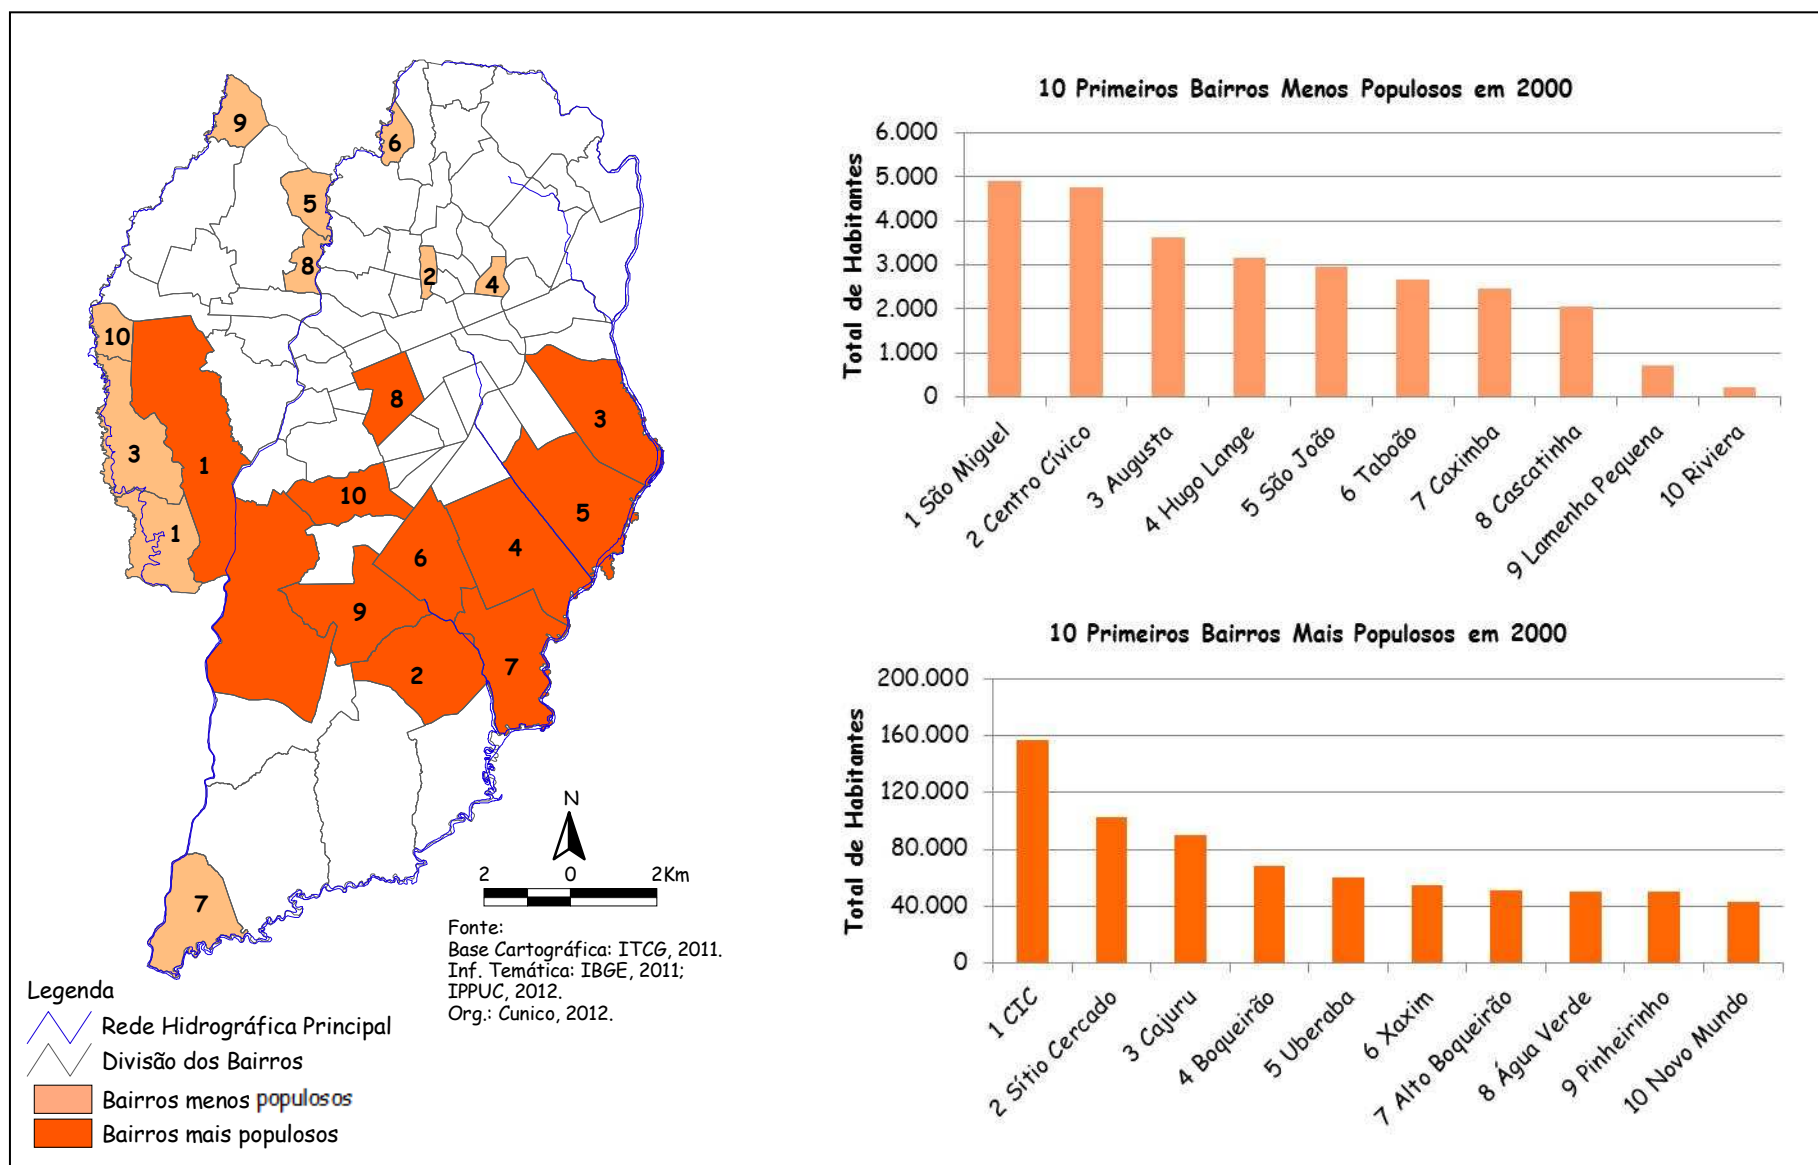 9
6
5
8
2
4
10
3
1
1
8
3
10
5
4
6
9
2
7
7
N
2 0 2Km
Fonte:
Base Cartográfica: ITCG, 2011.
Inf. Temática: IBGE, 2011;
IPPUC, 2012.
Org.: Cunico, 2012.
Legenda
Rede Hidrográfica Principal
Divisão dos Bairros
Bairros menos populosos
Bairros mais populosos
10 Primeiros Bairros Menos Populosos em 2000
Total de Habitantes
6.000
5.000
4.000
3.000
2.000
1.000
0
1 São Miguel
2 Centro Cívico
3 Augusta
4 Hugo Lange
5 São João
6 Taboão
7 Caximba
8 Cascatinha
9 Lamenha Pequena
10 Riviera
10 Primeiros Bairros Mais Populosos em 2000
Total de Habitantes
200.000
160.000
120.000
80.000
40.000
0
1 CIC
2 Sítio Cercado
3 Cajuru
4 Boqueirão
5 Uberaba
6 Xaxim
7 Alto Boqueirão
8 Água Verde
9 Pinheirinho
10 Novo Mundo